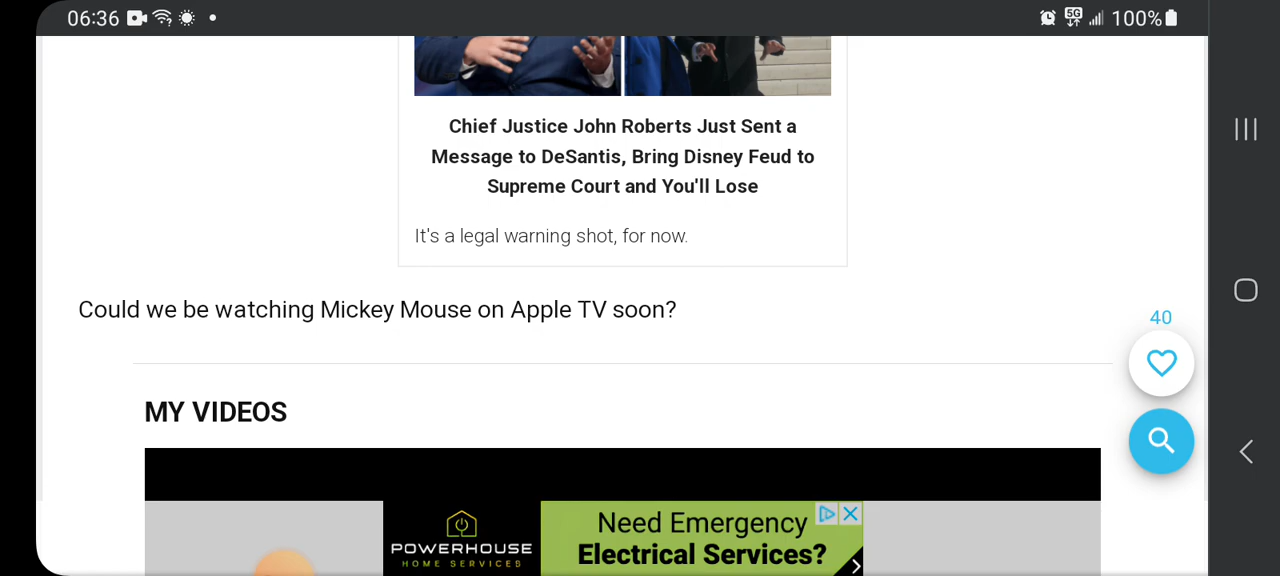 06:36
5G
100%
Chief Justice John Roberts Just Sent a
Message to DeSantis, Bring Disney Feud to
Supreme Court and You'll Lose
It's a legal warning shot, for now.
Could we be watching Mickey Mouse on Apple TV soon?
40
MY VIDEOS
POWERHOUSE
HOME SERVICES
Need Emergency
Electrical Services?